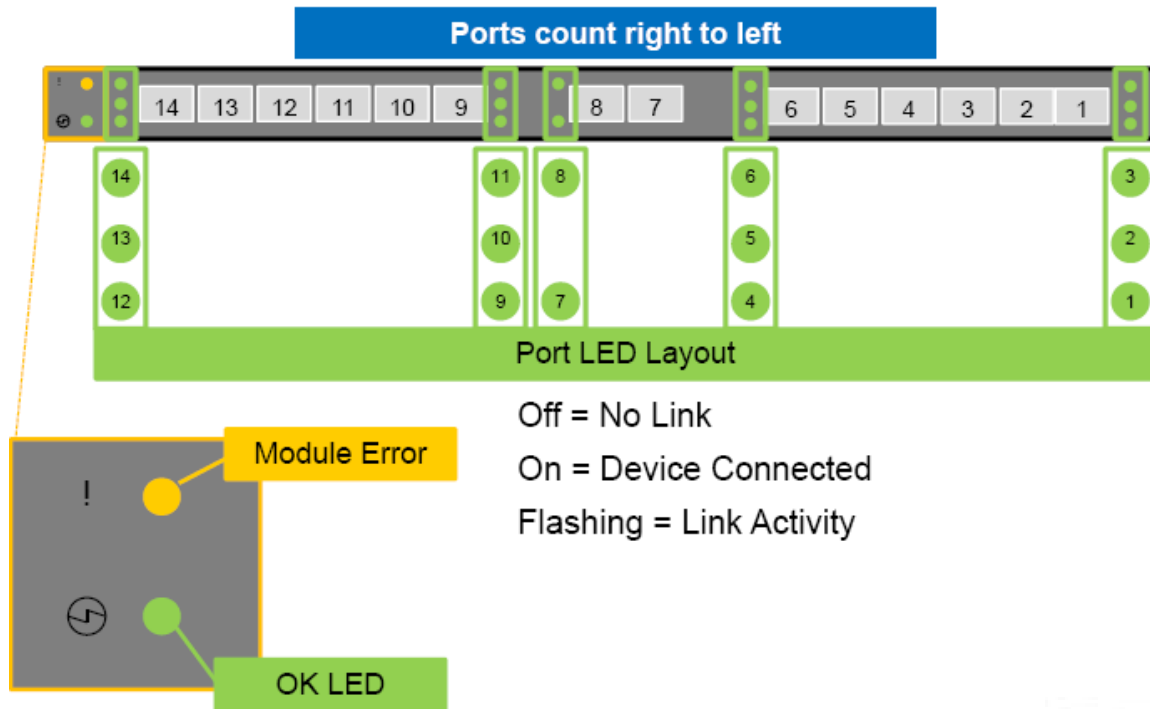 Ports count right to left
!
14 13 12 11 10 9 8 7 6 5 4 3 2 1
14 11 8 6 3
13 10 5 2
12 9 7 4 1
Port LED Layout
Off = No Link
On = Device Connected
Flashing = Link Activity
Module Error
!
OK LED